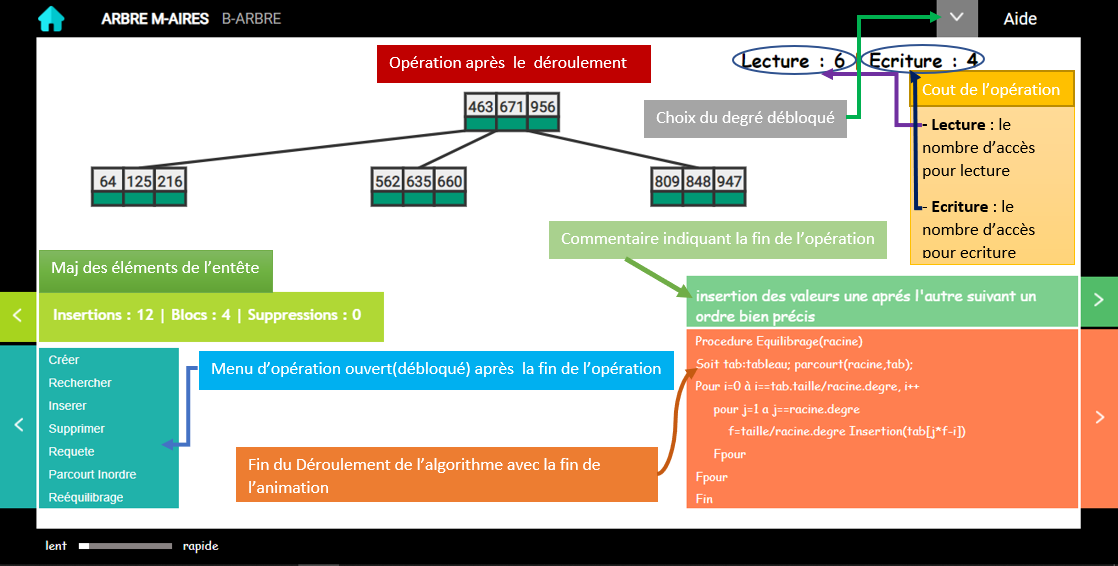 ARBRE M-AIRES B-ARBRE Aide
Opération après le déroulement
Lecture : 6 Ecriture : 4
Cout de l'opération
- Lecture : le
nombre d'accès
pour lecture
- Ecriture : le
nombre d'accès
pour ecriture
Choix du degré débloqué
463 671 956
64 125 216
562 635 660
809 848 947
Commentaire indiquant la fin de l'opération
Maj des éléments de l'entête
Insertions : 12 | Blocs : 4 | Suppressions : 0
insertion des valeurs une aprés l'autre suivant un
ordre bien précis
Créer
Rechercher
Inserer
Supprimer
Requete
Parcourt Inordre
Reéquilibrage
Menu d'opération ouvert(débloqué) après la fin de l'opération
Fin du Déroulement de l'algorithme avec la fin de
l'animation
Procedure Equilibrage(racine)
Soit tab:tableau; parcourt(racine,tab);
Pour i=0 à i==tab.taille/racine.degre, i++
pour j=1 a j==racine.degre
f=taille/racine.degre Insertion(tab[j*f-i])
Fpour
Fpour
Fin
lent rapide